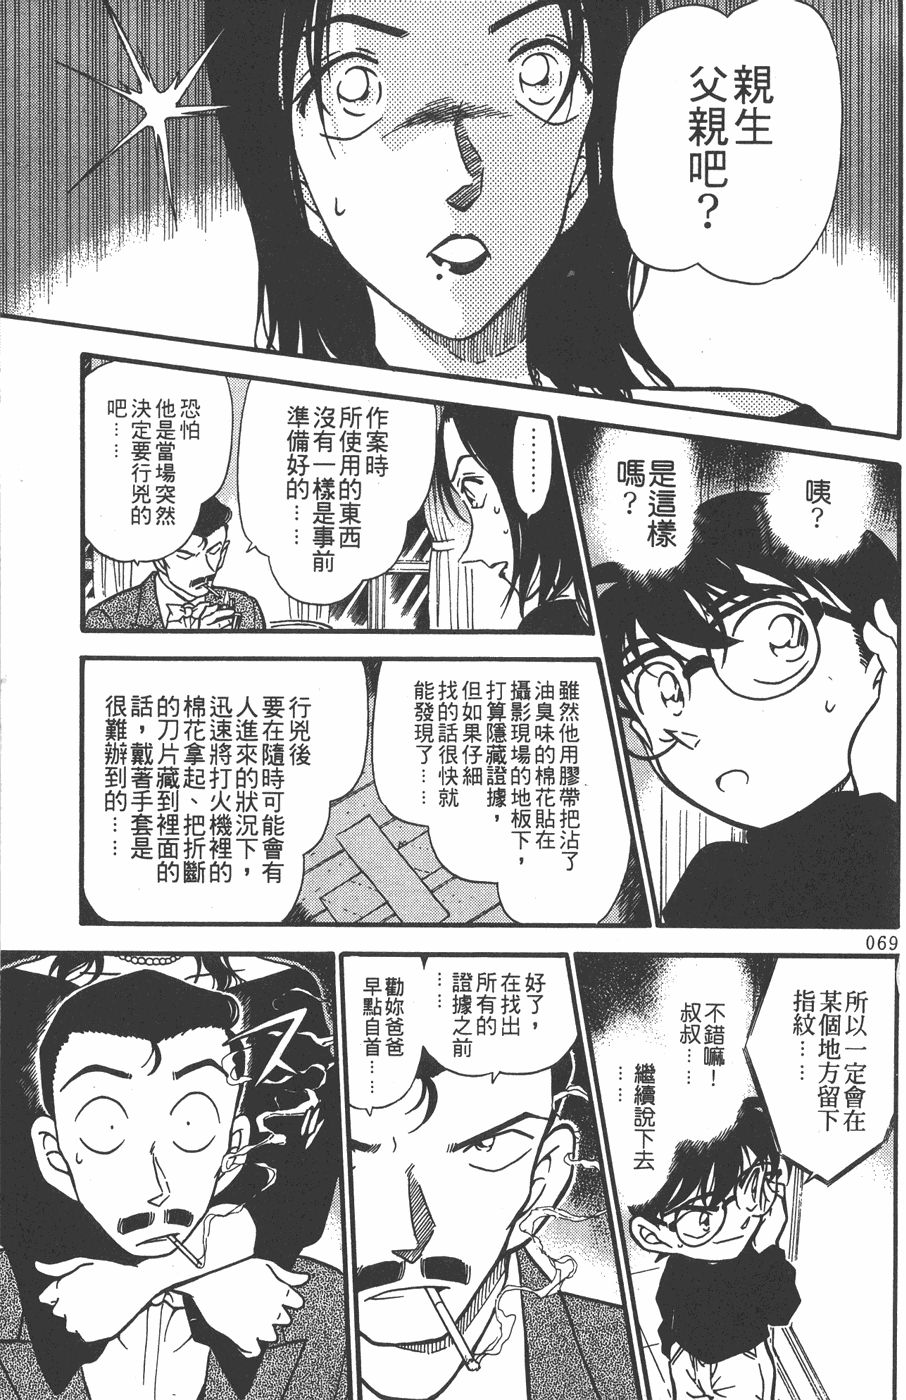 親生
父親吧？
咦？
是這樣
嗎？
………
作案時
所使用的東西
沒有一樣是事前
準備好的……
恐怕
他是當場突然
決定要行兇的
吧……
雖然他用膠帶把沾了
油臭味的棉花貼在
攝影現場的地板下，
打算隱藏證據，
但如果仔細
找的話很快就
能發現了……
行兇後
要在隨時可能會有
人進來的狀況下，
迅速將打火機裡的
棉花拿起、把折斷
的刀片藏到裡面的
話，戴著手套是
很難辦到的……
069
所以一定會在
某個地方留下
指紋……
不錯嘛！
叔叔……
繼續說下去
……
好了，
在找出
所有的
證據之前
……
勸妳爸爸
早點自首……